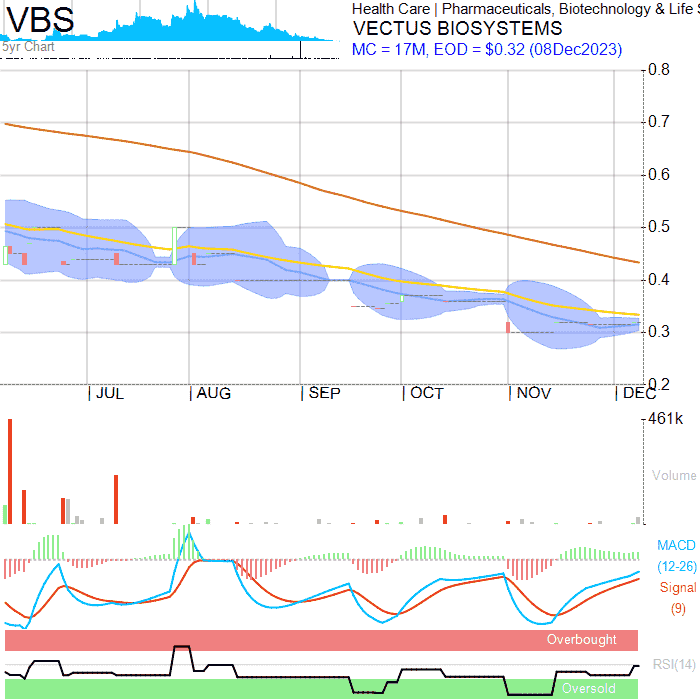 VBS
5yr Chart
Health Care | Pharmaceuticals, Biotechnology & Life S
VECTUS BIOSYSTEMS
MC = 17M, EOD = $0.32 (08Dec2023)
0.8
0.7
0.6
0.5
0.4
0.3
0.2
| JUL | AUG | SEP | OCT | NOV | DEC
461k
Volume
MACD
(12-26)
Signal
(9)
Overbought
RSI(14)
Oversold